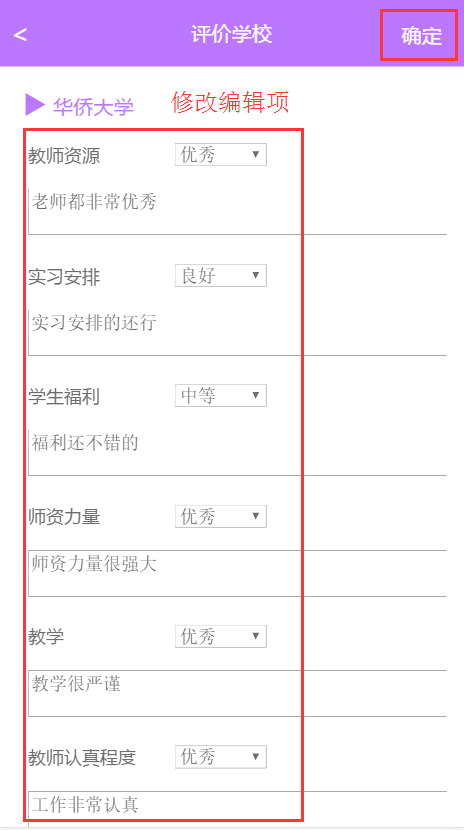 < 评价学校 确定
▶ 华侨大学 修改编辑项
教师资源 优秀 ▼
老师都非常优秀
实习安排 良好 ▼
实习安排的还行
学生福利 中等 ▼
福利还不错的
师资力量 优秀 ▼
师资力量很强大
教学 优秀 ▼
教学很严谨
教师认真程度 优秀 ▼
工作非常认真